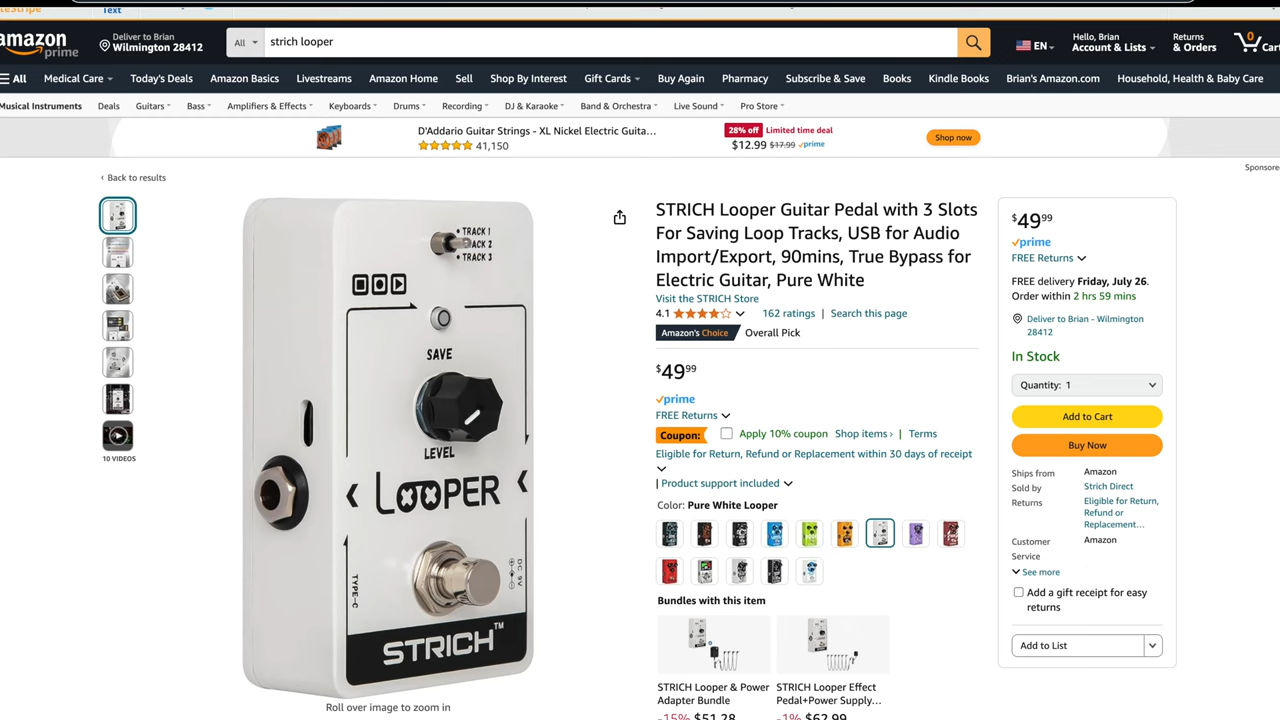 Text
amazon
prime
Deliver to Brian
Wilmington 28412
All
strich looper
EN
Hello, Brian
Account & Lists
Returns
& Orders
0
Cart
All
Medical Care
Today's Deals
Amazon Basics
Livestreams
Amazon Home
Sell
Shop By Interest
Gift Cards
Buy Again
Pharmacy
Subscribe & Save
Books
Kindle Books
Brian's Amazon.com
Household, Health & Baby Care
Musical Instruments
Deals
Guitars
Bass
Amplifiers & Effects
Keyboards
Drums
Recording
DJ & Karaoke
Band & Orchestra
Live Sound
Pro Store
D'Addario Guitar Strings - XL Nickel Electric Guita…
41,150
28% off Limited time deal
$12.99 $17.99 prime
Shop now
Sponsore
‹ Back to results
10 VIDEOS
TRACK 1
TRACK 3
SAVE
LEVEL
LOOPER
TYPE-C
DC 9V
STRICH™
Roll over image to zoom in
STRICH Looper Guitar Pedal with 3 Slots
For Saving Loop Tracks, USB for Audio
Import/Export, 90mins, True Bypass for
Electric Guitar, Pure White
Visit the STRICH Store
4.1
162 ratings | Search this page
Amazon's Choice Overall Pick
$49 99
prime
FREE Returns
Coupon: Apply 10% coupon Shop items › | Terms
Eligible for Return, Refund or Replacement within 30 days of receipt
| Product support included
Color: Pure White Looper
Bundles with this item
STRICH Looper & Power
Adapter Bundle
-15% $51.28
STRICH Looper Effect
Pedal+Power Supply…
-1% $62.99
$49 99
prime
FREE Returns
FREE delivery Friday, July 26.
Order within 2 hrs 59 mins
Deliver to Brian - Wilmington
28412
In Stock
Quantity: 1
Add to Cart
Buy Now
Ships from Amazon
Sold by Strich Direct
Returns Eligible for Return,
Refund or
Replacement…
Customer
Service
Amazon
See more
Add a gift receipt for easy
returns
Add to List